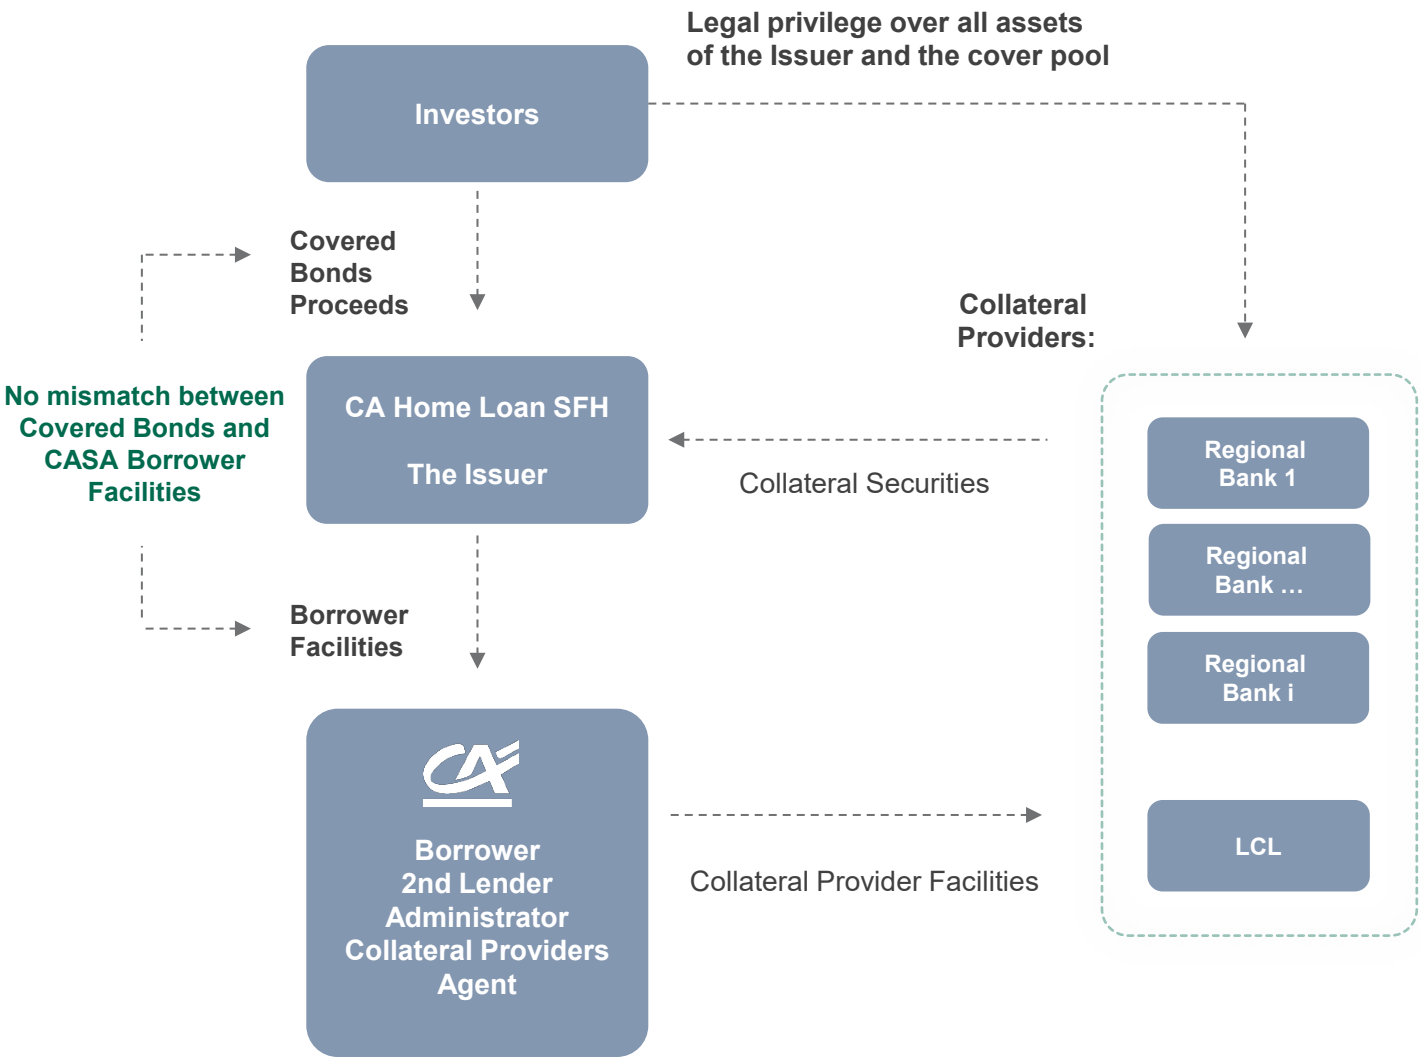 Legal privilege over all assets
of the Issuer and the cover pool
Investors
Covered
Bonds
Proceeds
Collateral
Providers:
No mismatch between
Covered Bonds and
CASA Borrower
Facilities
CA Home Loan SFH
The Issuer
Collateral Securities
Regional
Bank 1
Regional
Bank …
Regional
Bank i
Borrower
Facilities
CA
Borrower
2nd Lender
Administrator
Collateral Providers
Agent
Collateral Provider Facilities
LCL